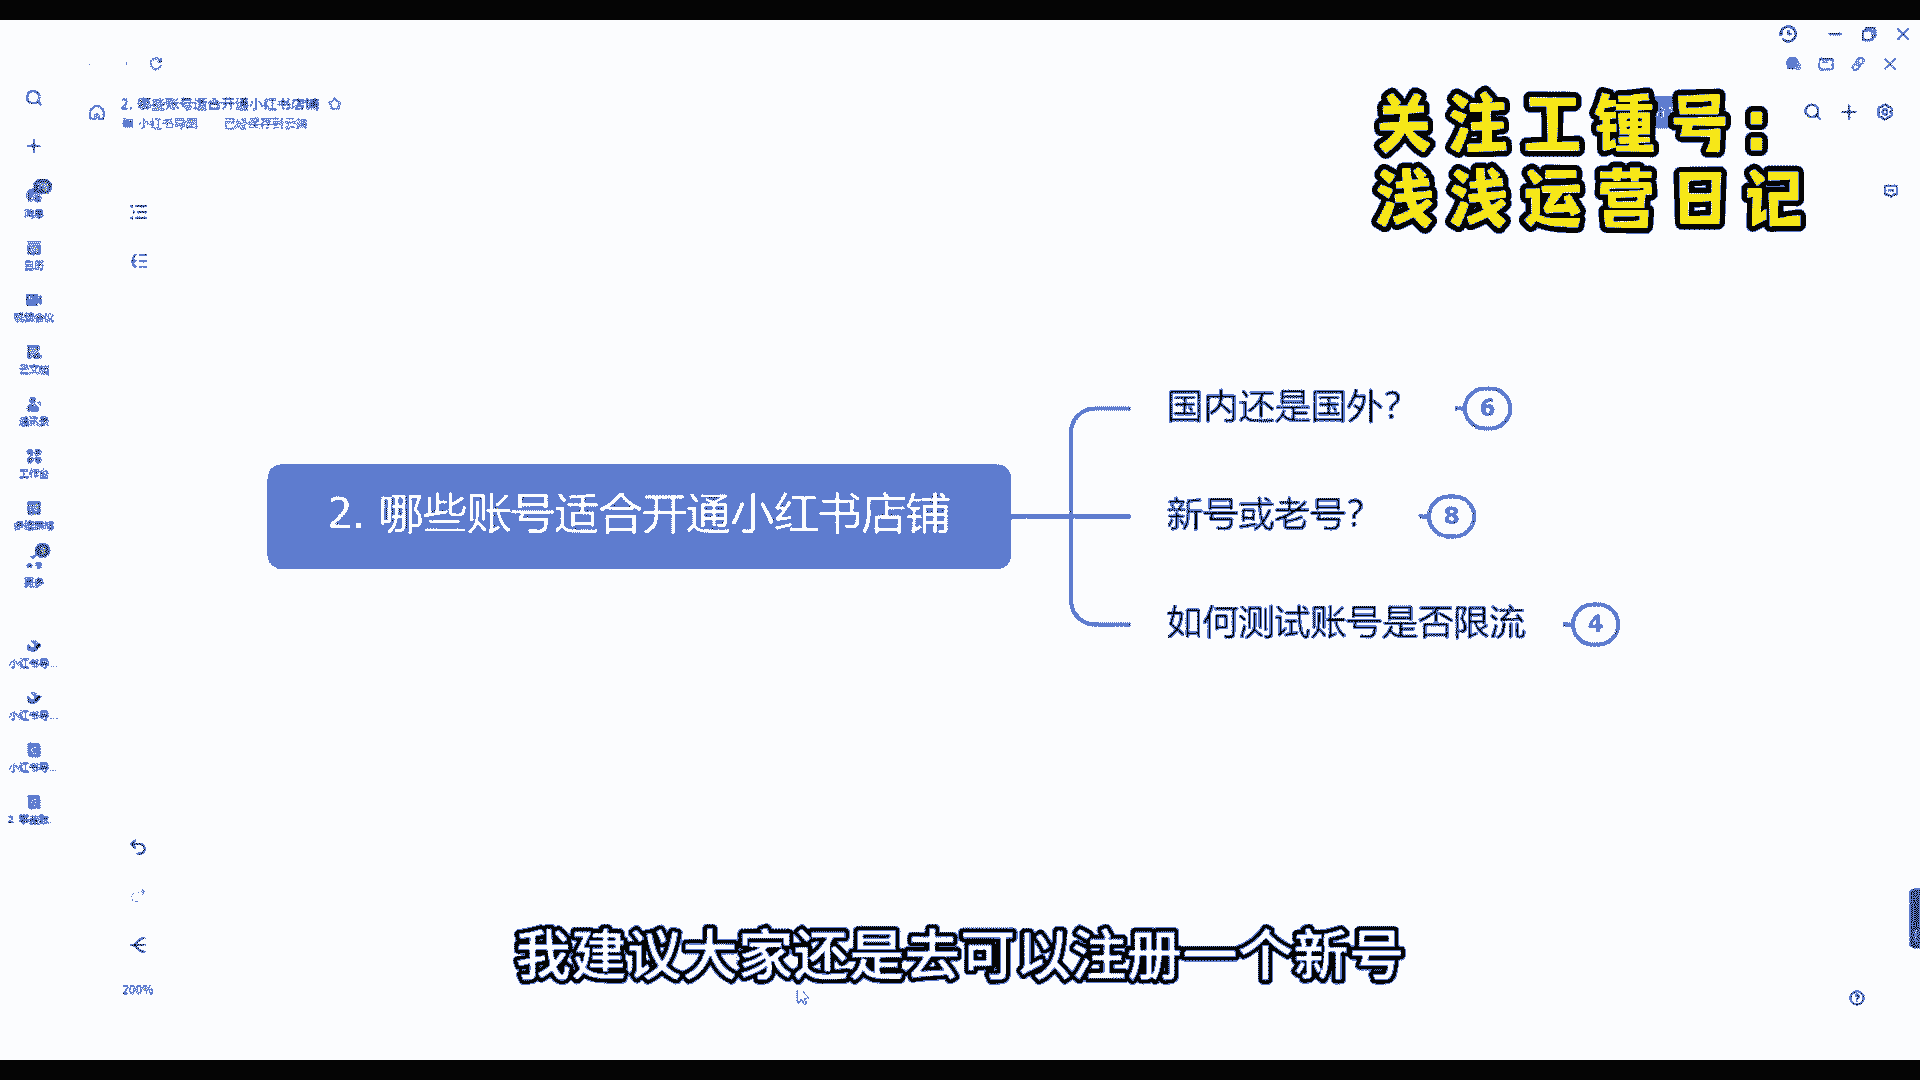 2. 哪些账号适合开通小红书店铺
小红书导图 已经保存到云端
关注工锺号：
浅浅运营日记
消息
日历
视频会议
云文档
通讯录
工作台
多维表格
更多
小红书导...
小红书导...
小红书导...
2. 哪些账
国内还是国外？ 6
2. 哪些账号适合开通小红书店铺
新号或老号？ 8
如何测试账号是否限流 4
我建议大家还是去可以注册一个新号
200%